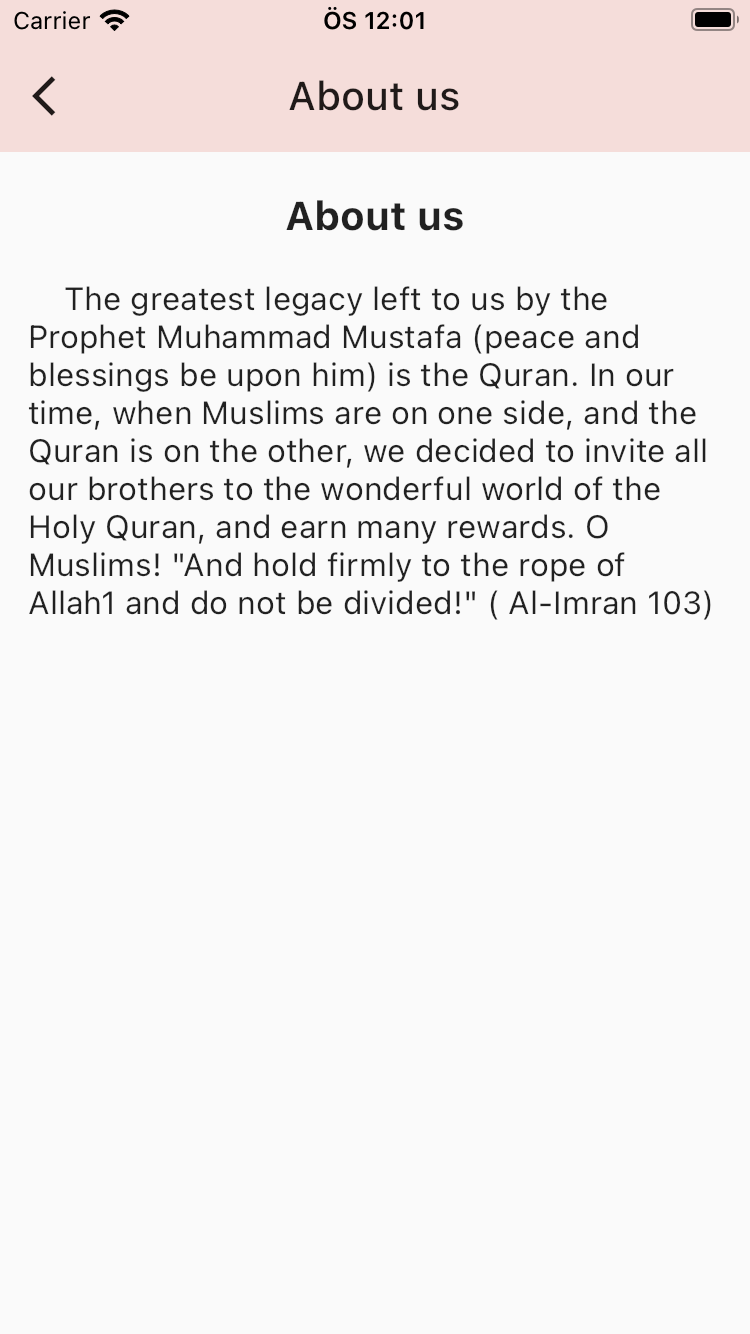 Carrier ÖS 12:01
About us
About us
The greatest legacy left to us by the
Prophet Muhammad Mustafa (peace and
blessings be upon him) is the Quran. In our
time, when Muslims are on one side, and the
Quran is on the other, we decided to invite all
our brothers to the wonderful world of the
Holy Quran, and earn many rewards. O
Muslims! "And hold firmly to the rope of
Allah1 and do not be divided!" ( Al-Imran 103)